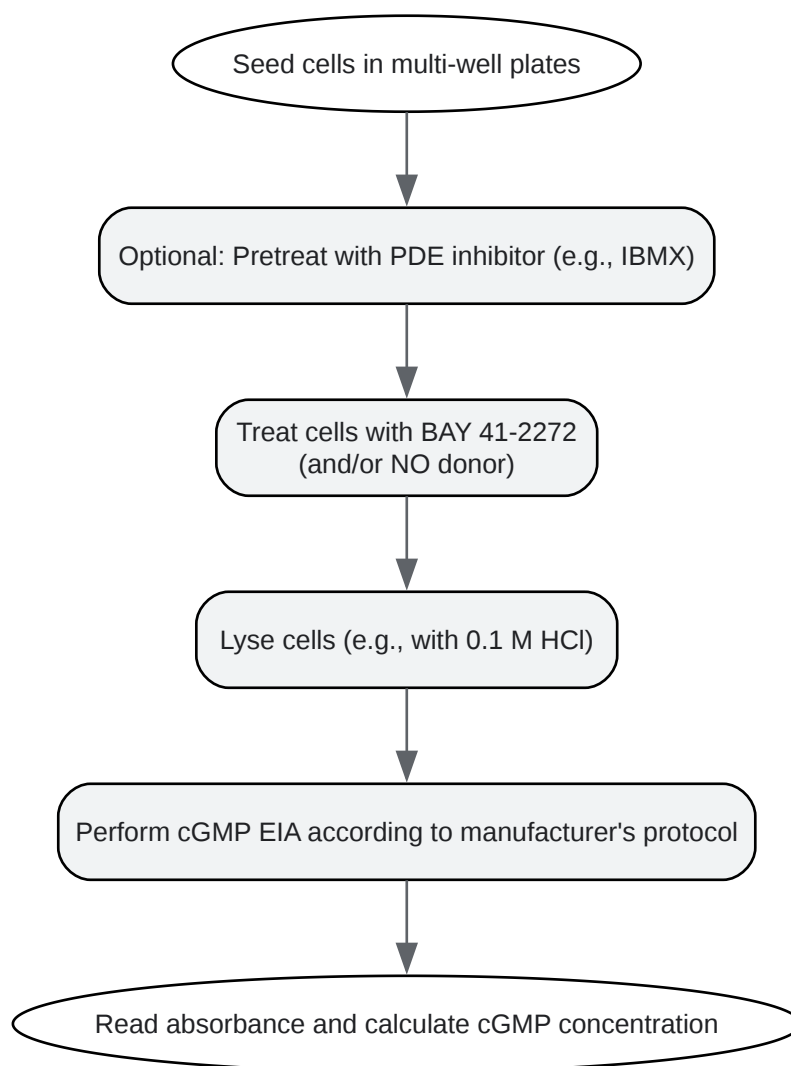 Seed cells in multi-well plates
Optional: Pretreat with PDE inhibitor (e.g., IBMX)
Treat cells with BAY 41-2272
(and/or NO donor)
Lyse cells (e.g., with 0.1 M HCl)
Perform cGMP EIA according to manufacturer's protocol
Read absorbance and calculate cGMP concentration